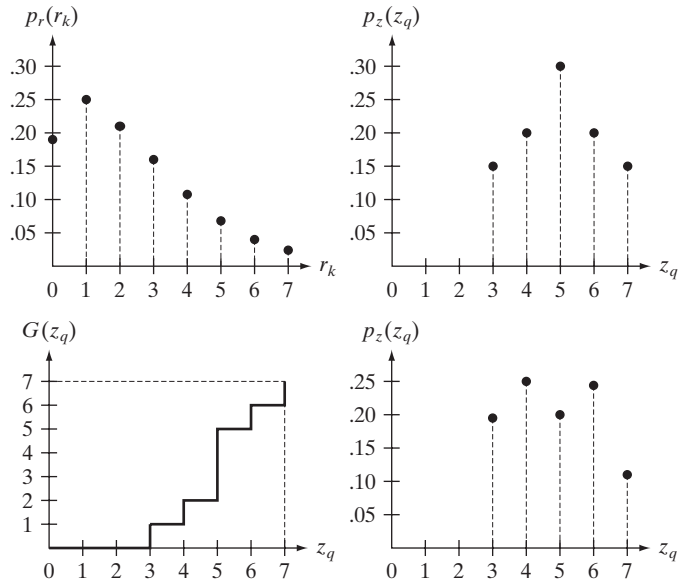 p_r(r_k)
.30
.25
.20
.15
.10
.05
0 1 2 3 4 5 6 7
r_k
p_z(z_q)
.30
.25
.20
.15
.10
.05
0 1 2 3 4 5 6 7
z_q
G(z_q)
7
6
5
4
3
2
1
0 1 2 3 4 5 6 7
z_q
p_z(z_q)
.25
.20
.15
.10
.05
0 1 2 3 4 5 6 7
z_q